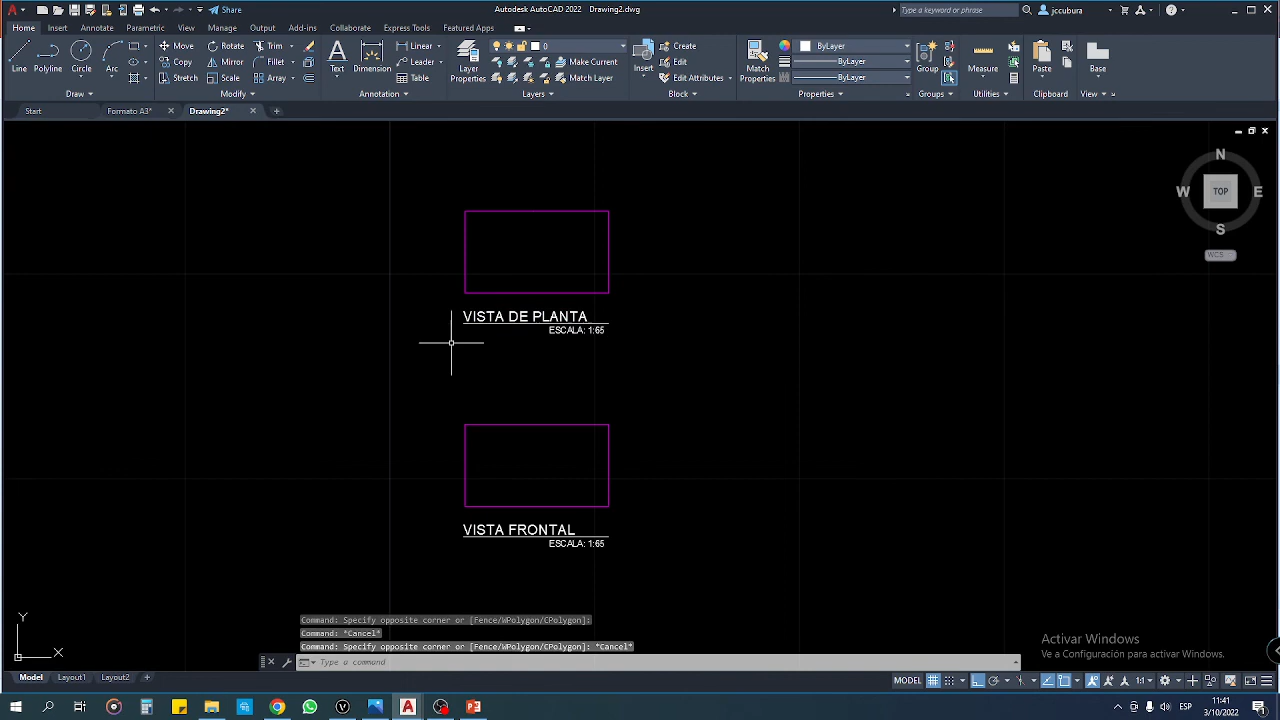 Share
Autodesk AutoCAD 2022 Drawing2.dwg
Type a keyword or phrase
jccubura
Home Insert Annotate Parametric View Manage Output Add-ins Collaborate Express Tools Featured Apps
Line Polyline Circle Arc
Move Rotate Trim
Copy Mirror Fillet
Stretch Scale Array
Text Dimension
Linear
Leader
Table
Layer Properties
0
Make Current
Match Layer
Insert
Create
Edit
Edit Attributes
Match Properties
ByLayer
ByLayer
ByLayer
Group
Measure
Paste
Base
Draw Modify Annotation Layers Block Properties Groups Utilities Clipboard View
Start Formato A3* Drawing2*
N
W TOP E
S
WCS
VISTA DE PLANTA
ESCALA: 1:65
VISTA FRONTAL
ESCALA: 1:65
Y
X
Command: Specify opposite corner or [Fence/WPolygon/CPolygon]:
Command: *Cancel*
Command: Specify opposite corner or [Fence/WPolygon/CPolygon]: *Cancel*
Type a command
Activar Windows
Ve a Configuración para activar Windows.
Model Layout1 Layout2
MODEL
1:1
ESP
11:41
3/10/2022